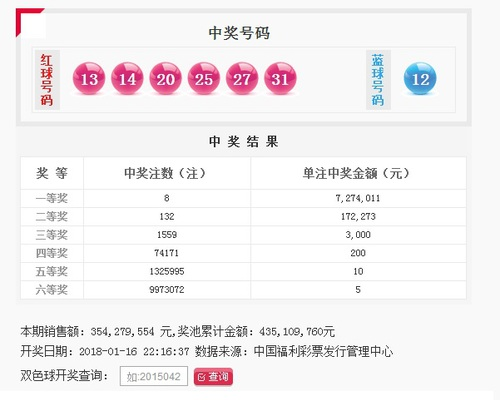 中奖号码
红球号码 13 14 20 25 27 31 蓝球号码 12
中奖结果
奖 等 中奖注数（注） 单注中奖金额（元）
一等奖 8 7,274,011
二等奖 132 172,273
三等奖 1559 3,000
四等奖 74171 200
五等奖 1325995 10
六等奖 9973072 5
本期销售额：354,279,554 元,奖池累计金额：435,109,760元
开奖日期：2018-01-16 22:16:37 数据来源：中国福利彩票发行管理中心
双色球开奖查询： 如:2015042 查询